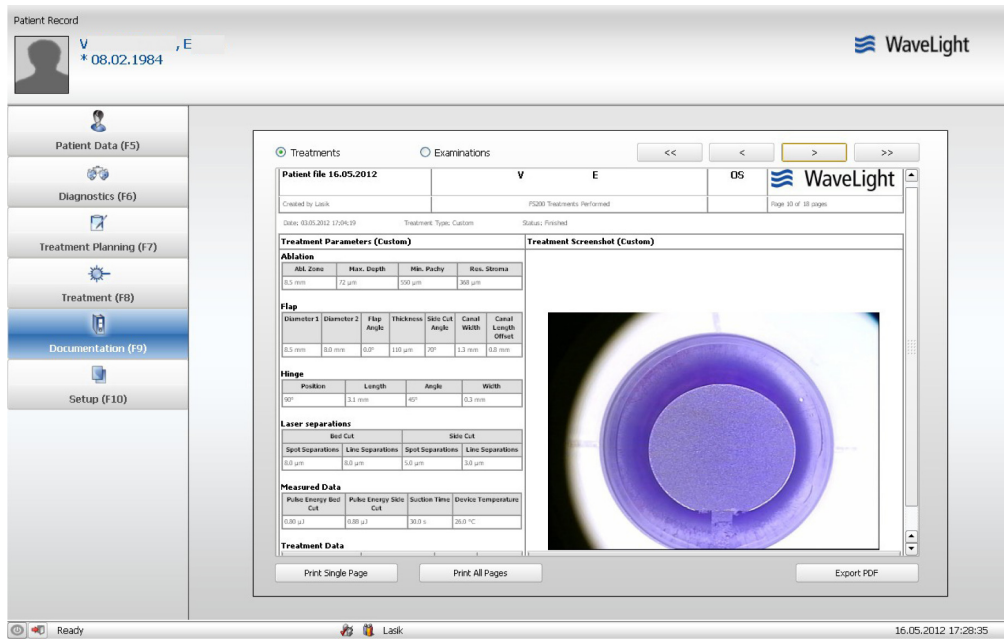 Patient Record
V , E
* 08.02.1984
WaveLight
Patient Data (F5)
Diagnostics (F6)
Treatment Planning (F7)
Treatment (F8)
Documentation (F9)
Setup (F10)
Treatments Examinations << < > >>
Patient file 16.05.2012 V E OS WaveLight
Created by Lasik FS200 Treatments Performed Page 10 of 18 pages
Date: 03.05.2012 17:04:19 Treatment Type: Custom Status: Finished
Treatment Parameters (Custom) Treatment Screenshot (Custom)
Ablation
Abl. Zone Max. Depth Min. Pachy Res. Stroma
8.5 mm 72 µm 550 µm 368 µm
Flap
Diameter 1 Diameter 2 Flap Angle Thickness Side Cut Angle Canal Width Canal Length Offset
8.5 mm 8.0 mm 0.0° 110 µm 70° 1.3 mm 0.8 mm
Hinge
Position Length Angle Width
90° 3.1 mm 45° 0.3 mm
Laser separations
Bed Cut Side Cut
Spot Separations Line Separations Spot Separations Line Separations
8.0 µm 8.0 µm 5.0 µm 3.0 µm
Measured Data
Pulse Energy Bed Cut Pulse Energy Side Cut Suction Time Device Temperature
0.80 µJ 0.88 µJ 30.0 s 26.0 °C
Treatment Data
Print Single Page Print All Pages Export PDF
Ready Lasik 16.05.2012 17:28:35